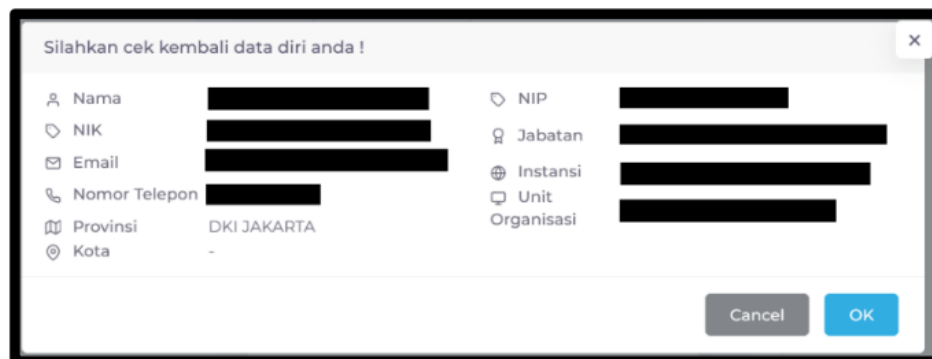 Silahkan cek kembali data diri anda !
Nama
NIK
Email
Nomor Telepon
Provinsi DKI JAKARTA
Kota -
NIP
Jabatan
Instansi
Unit
Organisasi
Cancel OK